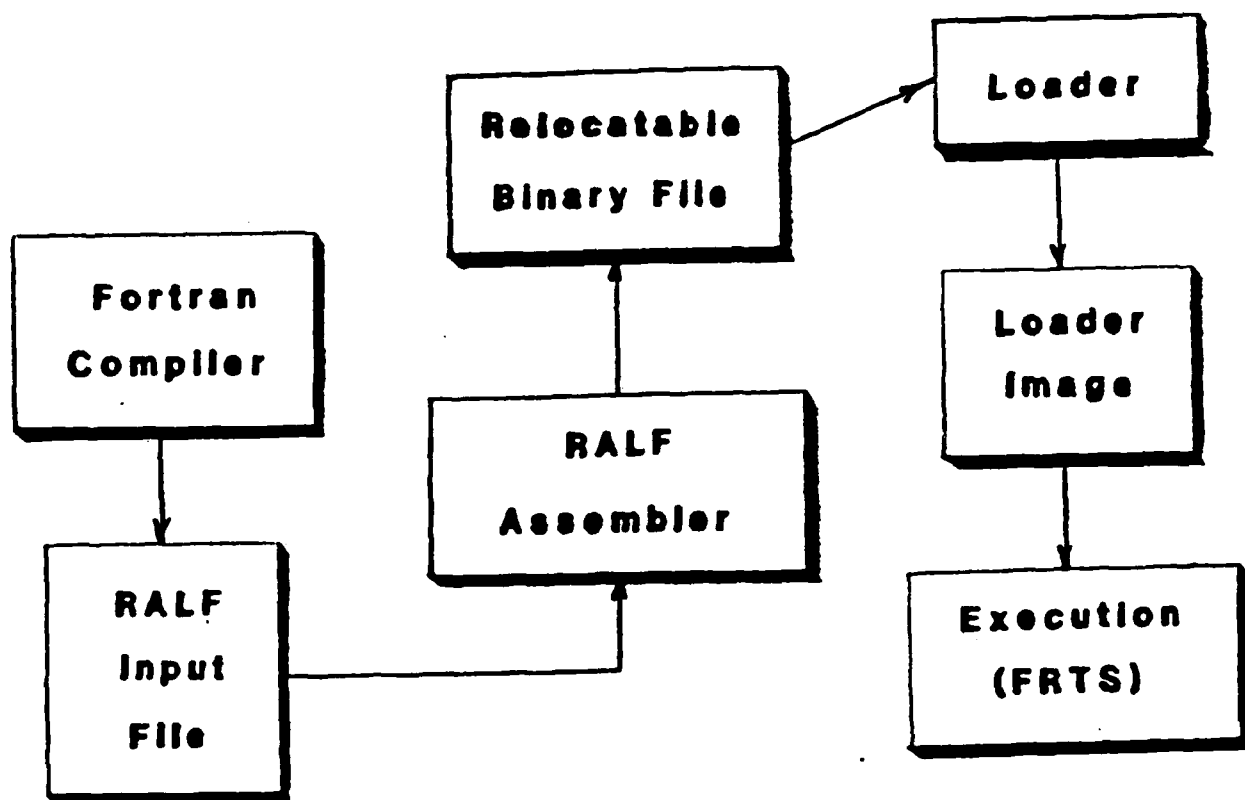 Fortran
Compiler
RALF
Input
File
RALF
Assembler
Relocatable
Binary File
Loader
Loader
Image
Execution
(FRTS)